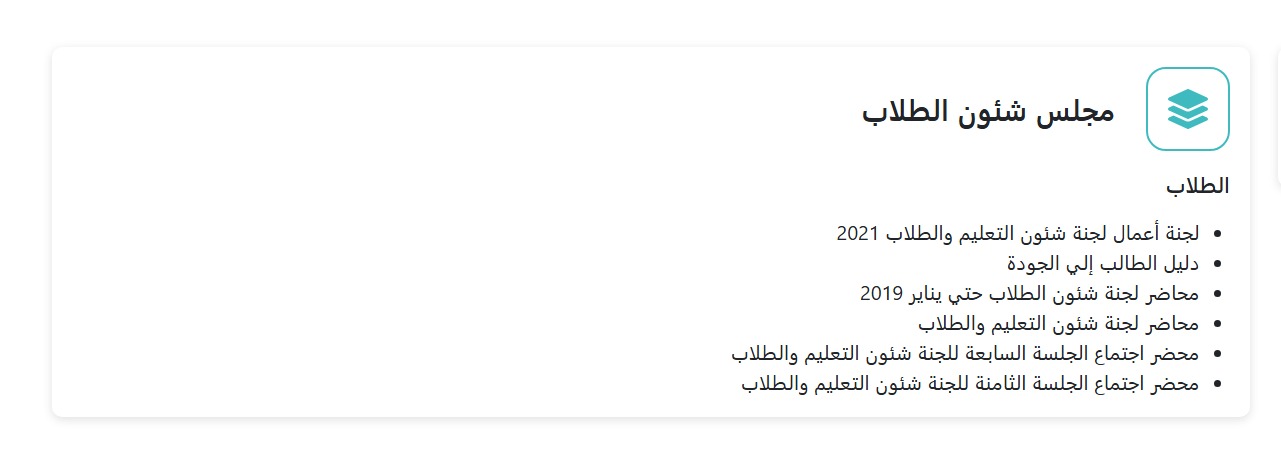 مجلس شئون الطلاب
الطلاب
لجنة أعمال لجنة شئون التعليم والطلاب 2021
دليل الطالب إلي الجودة
محاضر لجنة شئون الطلاب حتي يناير 2019
محاضر لجنة شئون التعليم والطلاب
محضر اجتماع الجلسة السابعة للجنة شئون التعليم والطلاب
محضر اجتماع الجلسة الثامنة للجنة شئون التعليم والطلاب